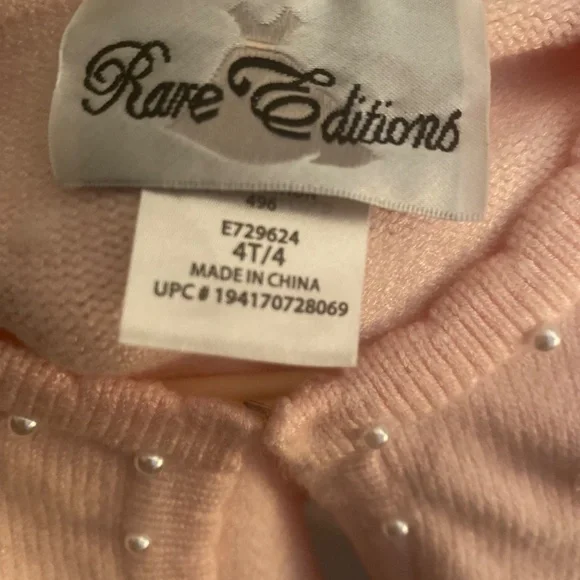 Rare Editions
496
E729624
4T/4
MADE IN CHINA
UPC # 194170728069